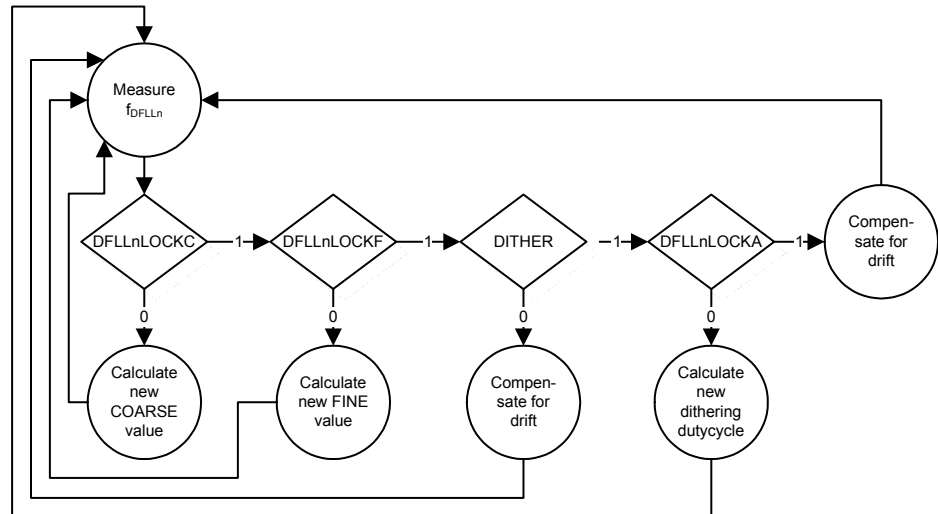 Measure
fDFLLn
DFLLnLOCKC
1
DFLLnLOCKF
1
DITHER
1
DFLLnLOCKA
1
Compen-
sate for
drift
0
0
0
0
Calculate
new
COARSE
value
Calculate
new FINE
value
Compen-
sate for
drift
Calculate
new
dithering
dutycycle